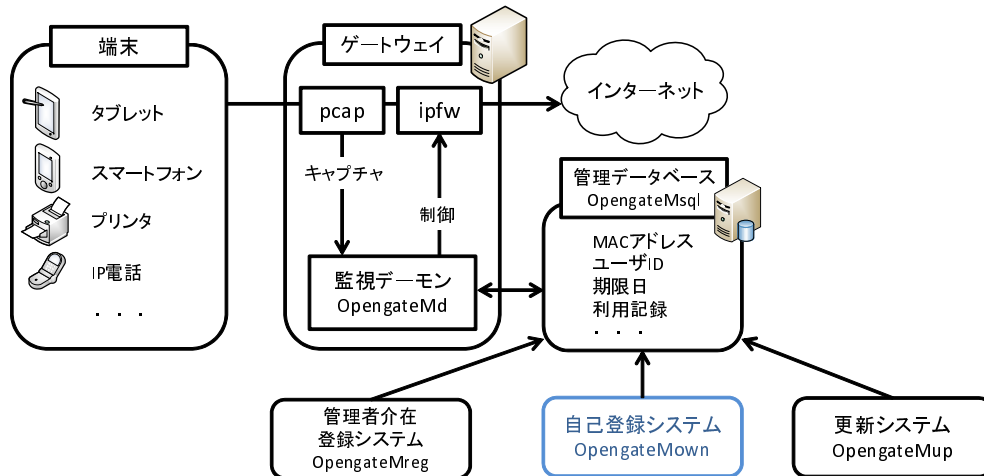 端末
タブレット
スマートフォン
プリンタ
IP電話
・・・
ゲートウェイ
pcap
ipfw
キャプチャ
制御
監視デーモン
OpengateMd
インターネット
管理データベース
OpengateMsql
MACアドレス
ユーザID
期限日
利用記録
・・・
管理者介在
登録システム
OpengateMreg
自己登録システム
OpengateMown
更新システム
OpengateMup